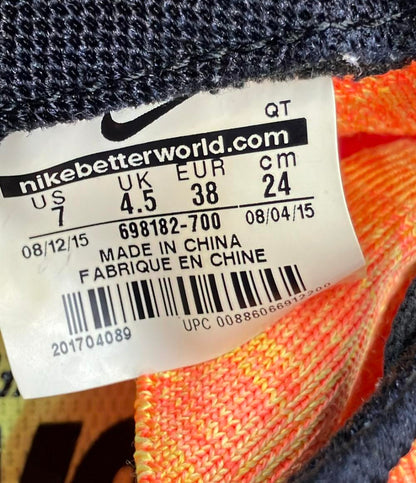 QT
nikebetterworld.com
US UK EUR cm
7 4.5 38 24
08/12/15 698182-700 08/04/15
MADE IN CHINA
FABRIQUE EN CHINE
201704089 UPC 00886066912200